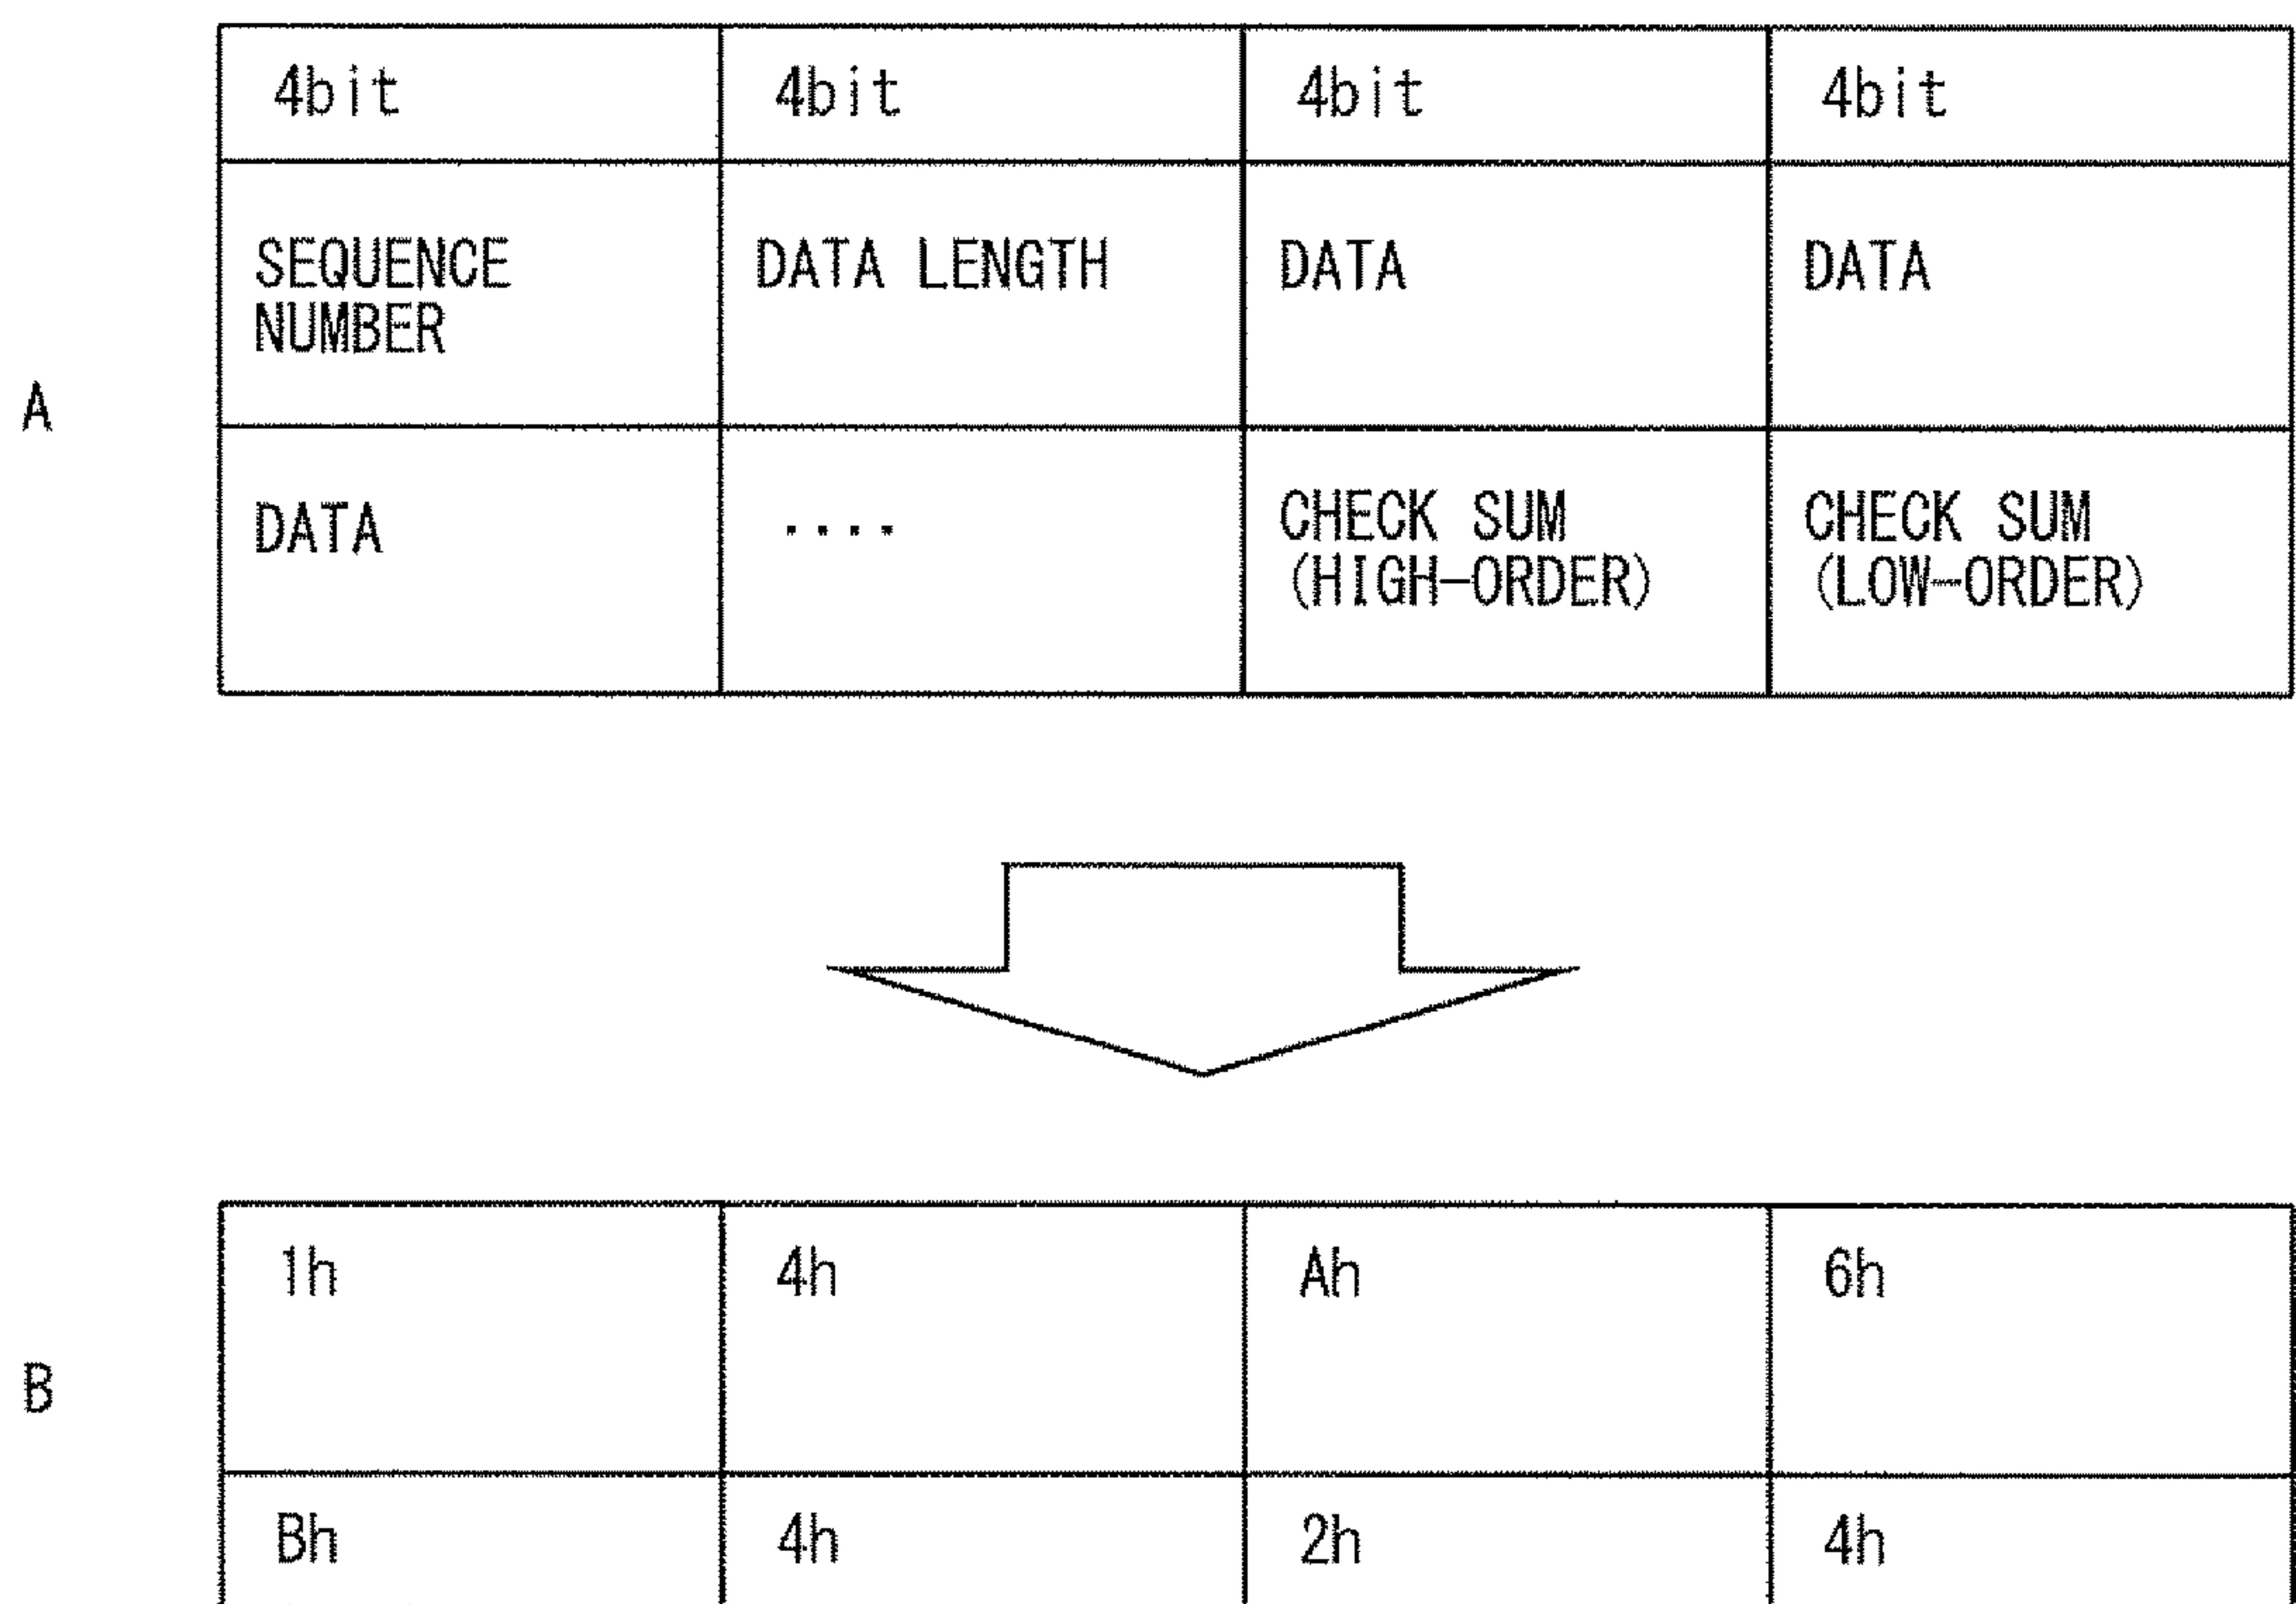 4bit 4bit 4bit 4bit
SEQUENCE NUMBER DATA LENGTH DATA DATA
A
DATA .... CHECK SUM (HIGH-ORDER) CHECK SUM (LOW-ORDER)
1h 4h Ah 6h
B
Bh 4h 2h 4h